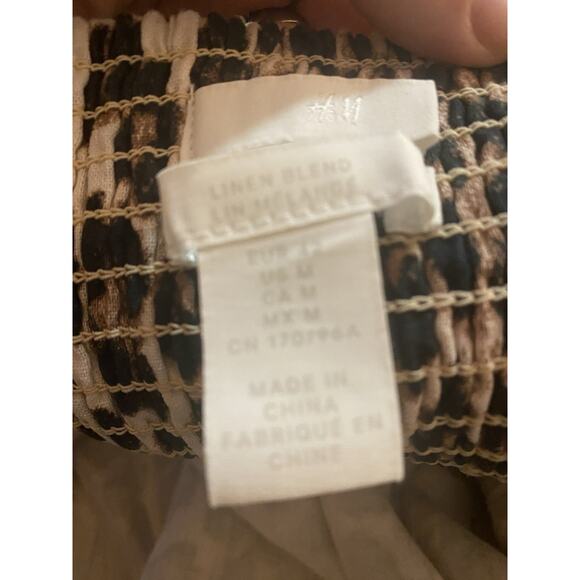 H&M
LINEN BLEND
LIN MÉLANGÉ
EUR M
US M
CA M
MX M
CN 170/96A
MADE IN
CHINA
FABRIQUÉ EN
CHINE